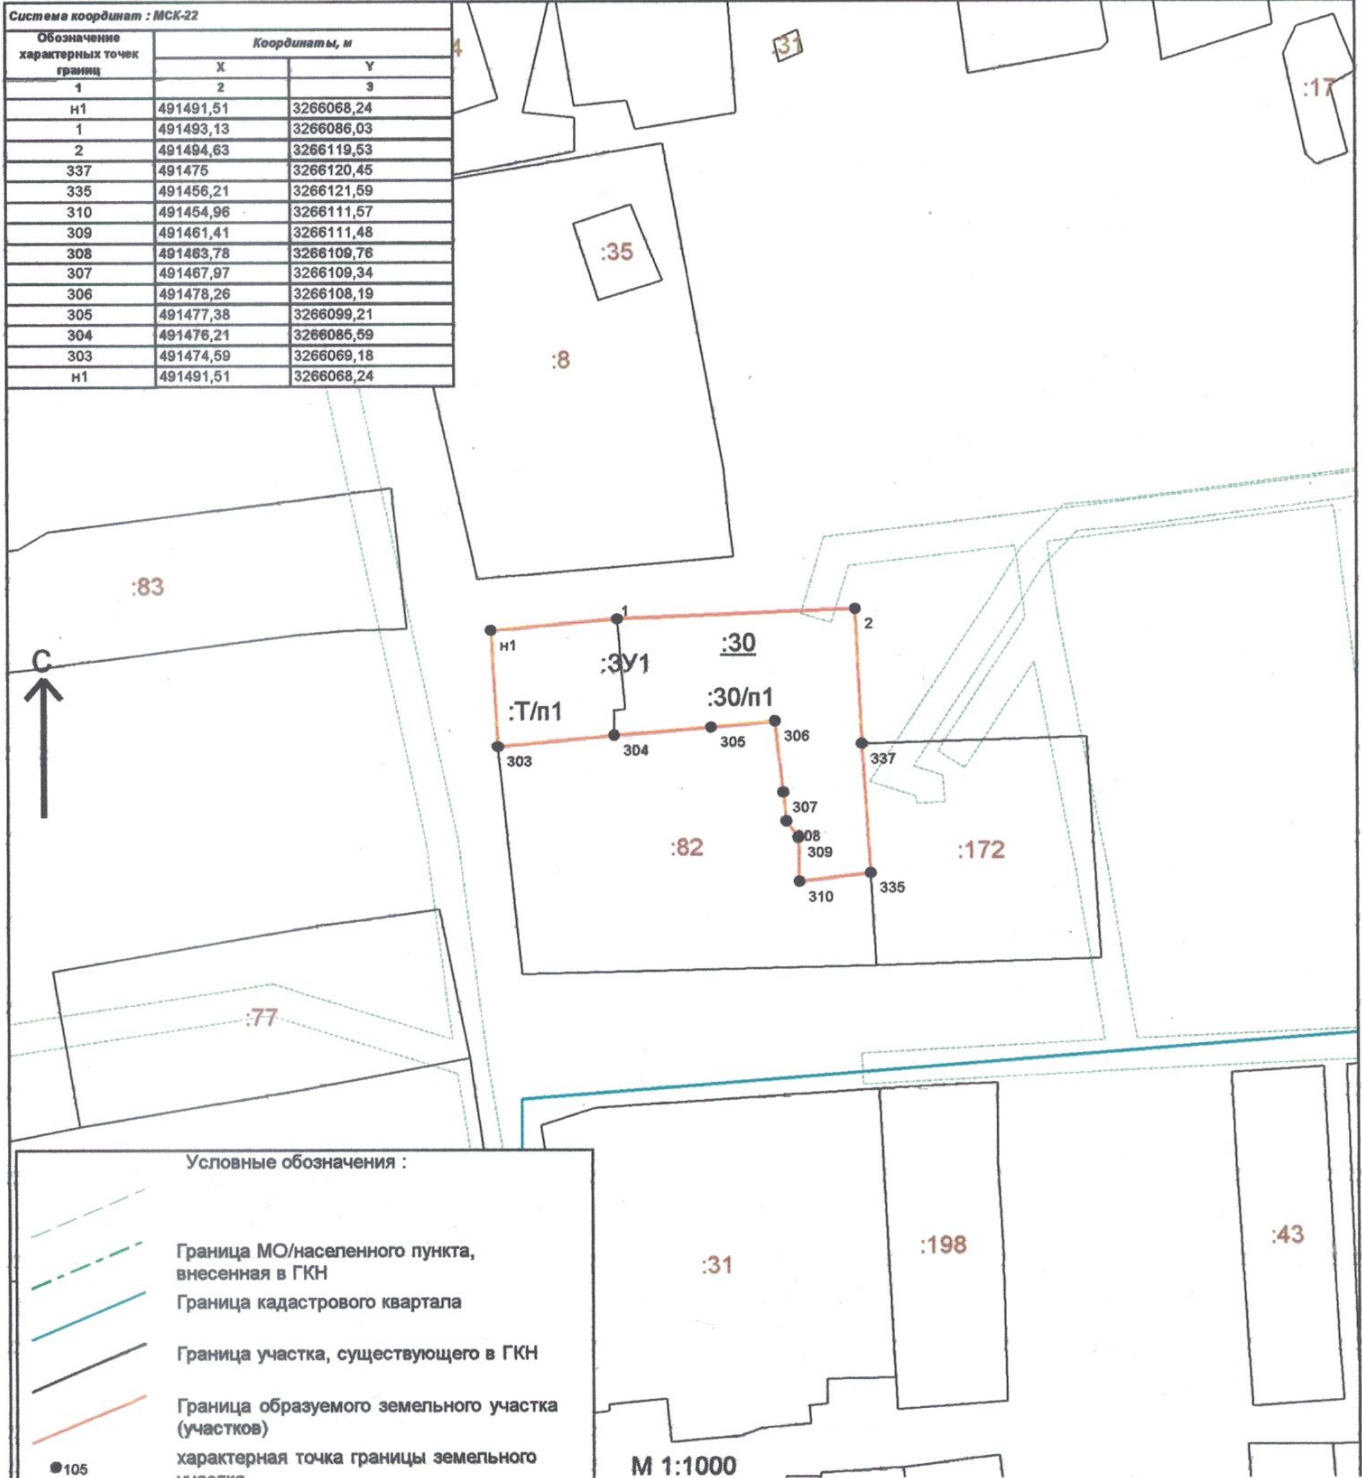 Система координат : МСК-22
Обозначение характерных точек границ Координаты, м
X Y
1 2 3
н1 491491,51 3266068,24
1 491493,13 3266086,03
2 491494,63 3266119,53
337 491475 3266120,45
335 491456,21 3266121,59
310 491454,96 3266111,57
309 491461,41 3266111,48
308 491463,78 3266109,76
307 491467,97 3266109,34
306 491478,26 3266108,19
305 491477,38 3266099,21
304 491476,21 3266085,59
303 491474,59 3266069,18
н1 491491,51 3266068,24
4
:31
:17
:35
:8
:83
С
1
2
н1
:ЗУ1
:30
:Т/п1
:30/п1
303
304
305
306
337
307
08
309
:82
:172
310
335
:77
Условные обозначения :
Граница МО/населенного пункта,
внесенная в ГКН
Граница кадастрового квартала
Граница участка, существующего в ГКН
Граница образуемого земельного участка
(участков)
105 характерная точка границы земельного
:31
:198
:43
М 1:1000